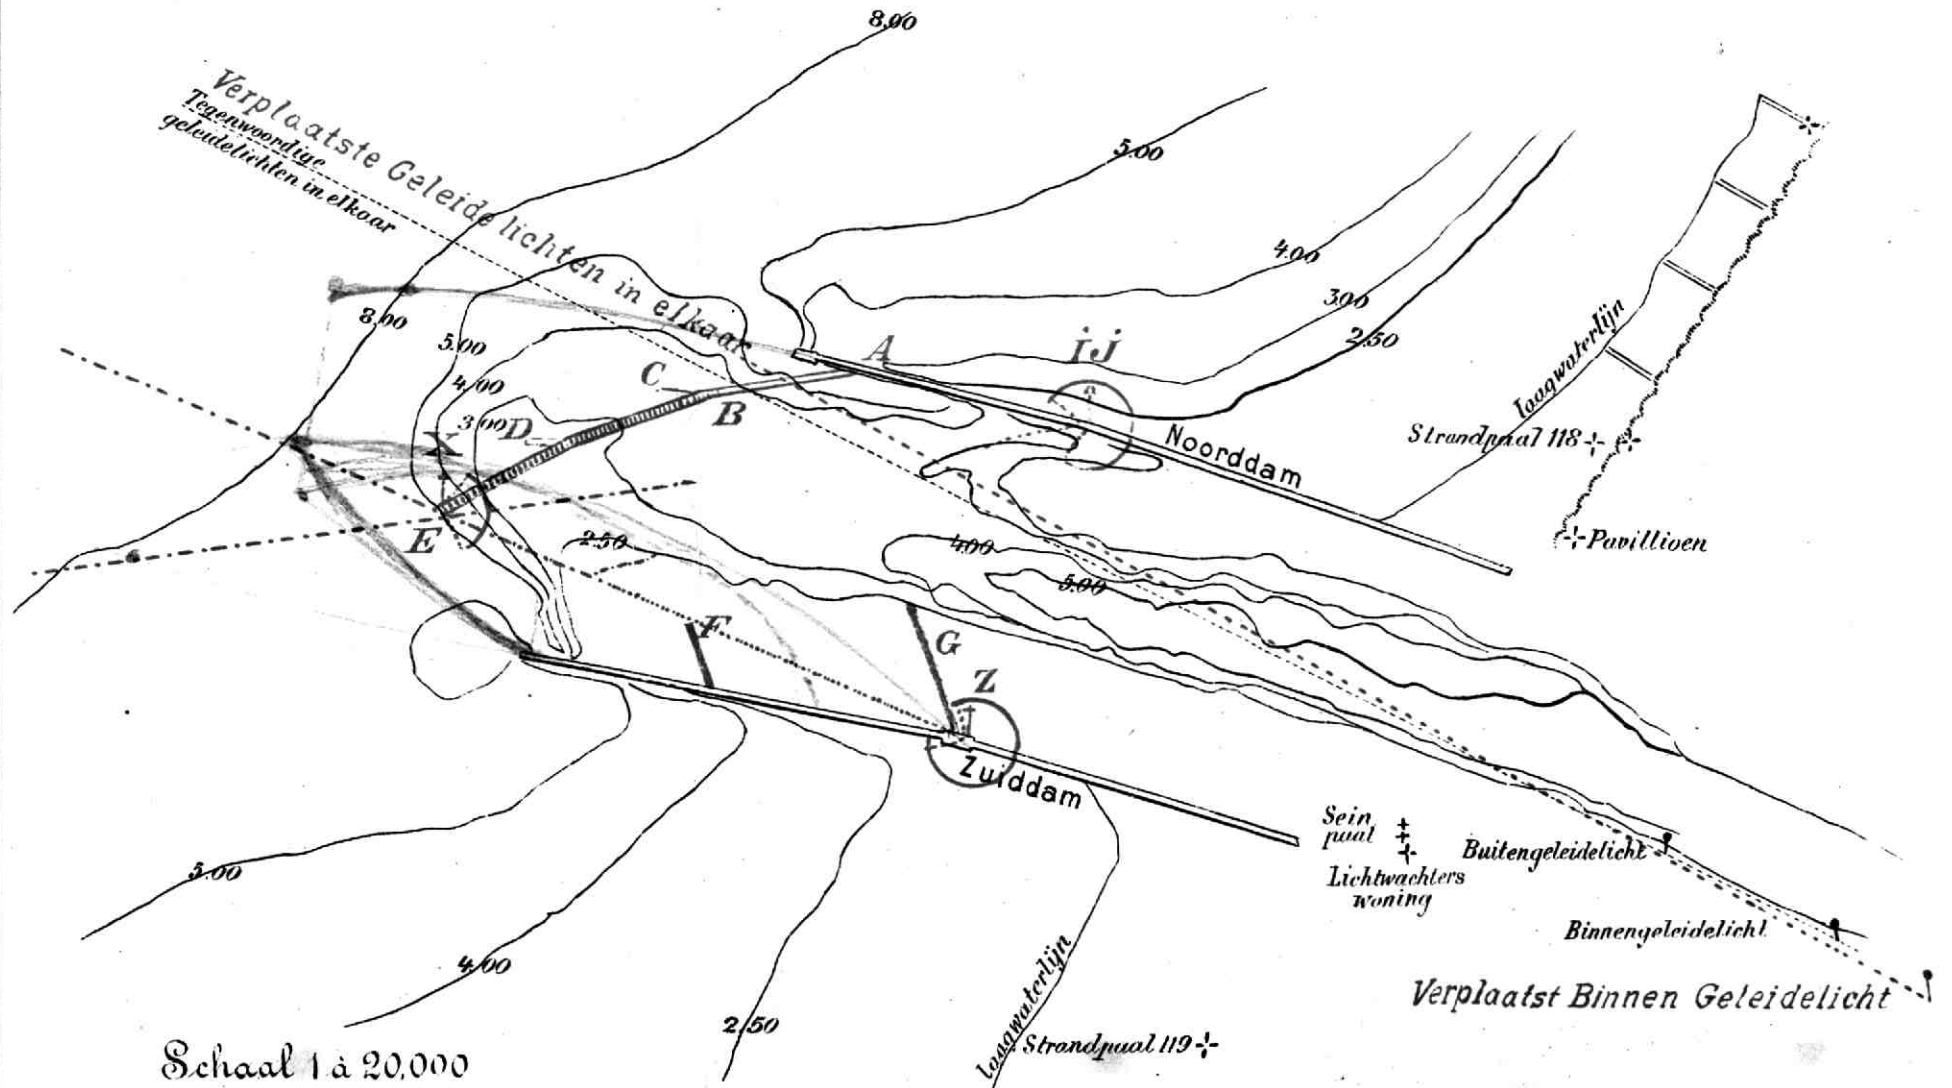 8,00
Verplaatste Geleide lichten in elkaar
Tegenwoordige
geleidelichten in elkaar
5.00
4.00
3.00
2.50
8,00
5.00
4,00
3 00
A
ij
C
B
D
X
E
Noorddam
laagwaterlijn
Strandpaal 118
Pavillioen
2.50
4.00
5.00
F
G
Z
Zuiddam
Sein
paal
Lichtwachters
woning
Buitengeleidelicht
Binnengeleidelicht
Verplaatst Binnen Geleidelicht
5.00
4,00
2,50
laagwaterlijn
Strandpaal 119
Schaal 1 à 20,000